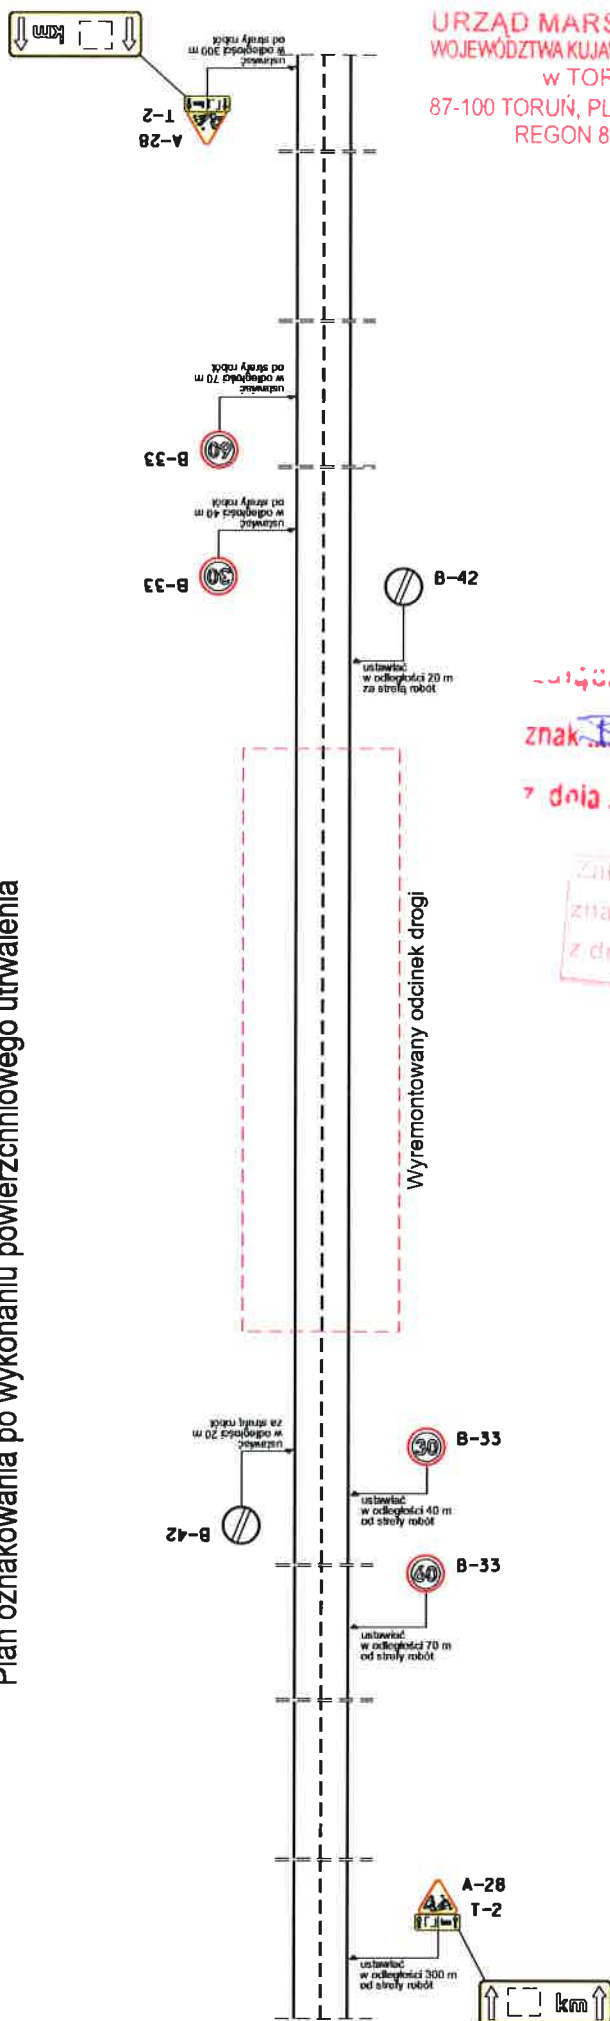 km
ustawiać
w odległości 300 m
od strefy robót
A-28
T-2
URZĄD MARS
WOJEWÓDZTWA KUJA
w TOR
87-100 TORUŃ, PL
REGON 8
ustawiać
w odległości 70 m
od strefy robót
60
B-33
ustawiać
w odległości 40 m
od strefy robót
30
B-33
B-42
ustawiać
w odległości 20 m
za strefą robót
znak
z dnia
zna
z d
Plan oznakowania po wykonaniu powierzchniowego utrwalenia
Wyremontowany odcinek drogi
ustawiać
w odległości 20 m
za strefą robót
B-42
30
B-33
ustawiać
w odległości 40 m
od strefy robót
60
B-33
ustawiać
w odległości 70 m
od strefy robót
A-28
T-2
ustawiać
w odległości 300 m
od strefy robót
km